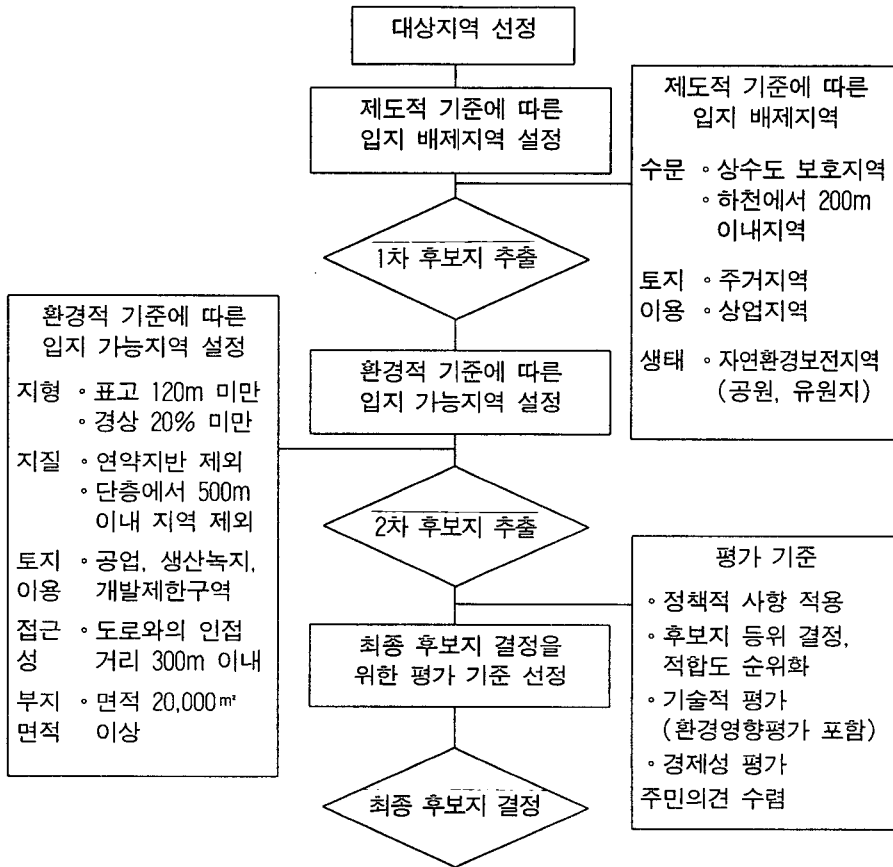 대상지역 선정
제도적 기준에 따른
입지 배제지역 설정
제도적 기준에 따른
입지 배제지역
수문 ∘ 상수도 보호지역
∘ 하천에서 200m
이내지역
토지 ∘ 주거지역
이용 ∘ 상업지역
생태 ∘ 자연환경보전지역
(공원, 유원지)
1차 후보지 추출
환경적 기준에 따른
입지 가능지역 설정
환경적 기준에 따른
입지 가능지역 설정
지형 ∘ 표고 120m 미만
∘ 경상 20% 미만
지질 ∘ 연약지반 제외
∘ 단층에서 500m
이내 지역 제외
토지 ∘ 공업, 생산녹지,
이용 개발제한구역
접근 ∘ 도로와의 인접
성 거리 300m 이내
부지 ∘ 면적 20,000㎡
면적 이상
2차 후보지 추출
최종 후보지 결정을
위한 평가 기준 선정
평가 기준
∘ 정책적 사항 적용
∘ 후보지 등위 결정,
적합도 순위화
∘ 기술적 평가
(환경영향평가 포함)
∘ 경제성 평가
주민의견 수렴
최종 후보지 결정